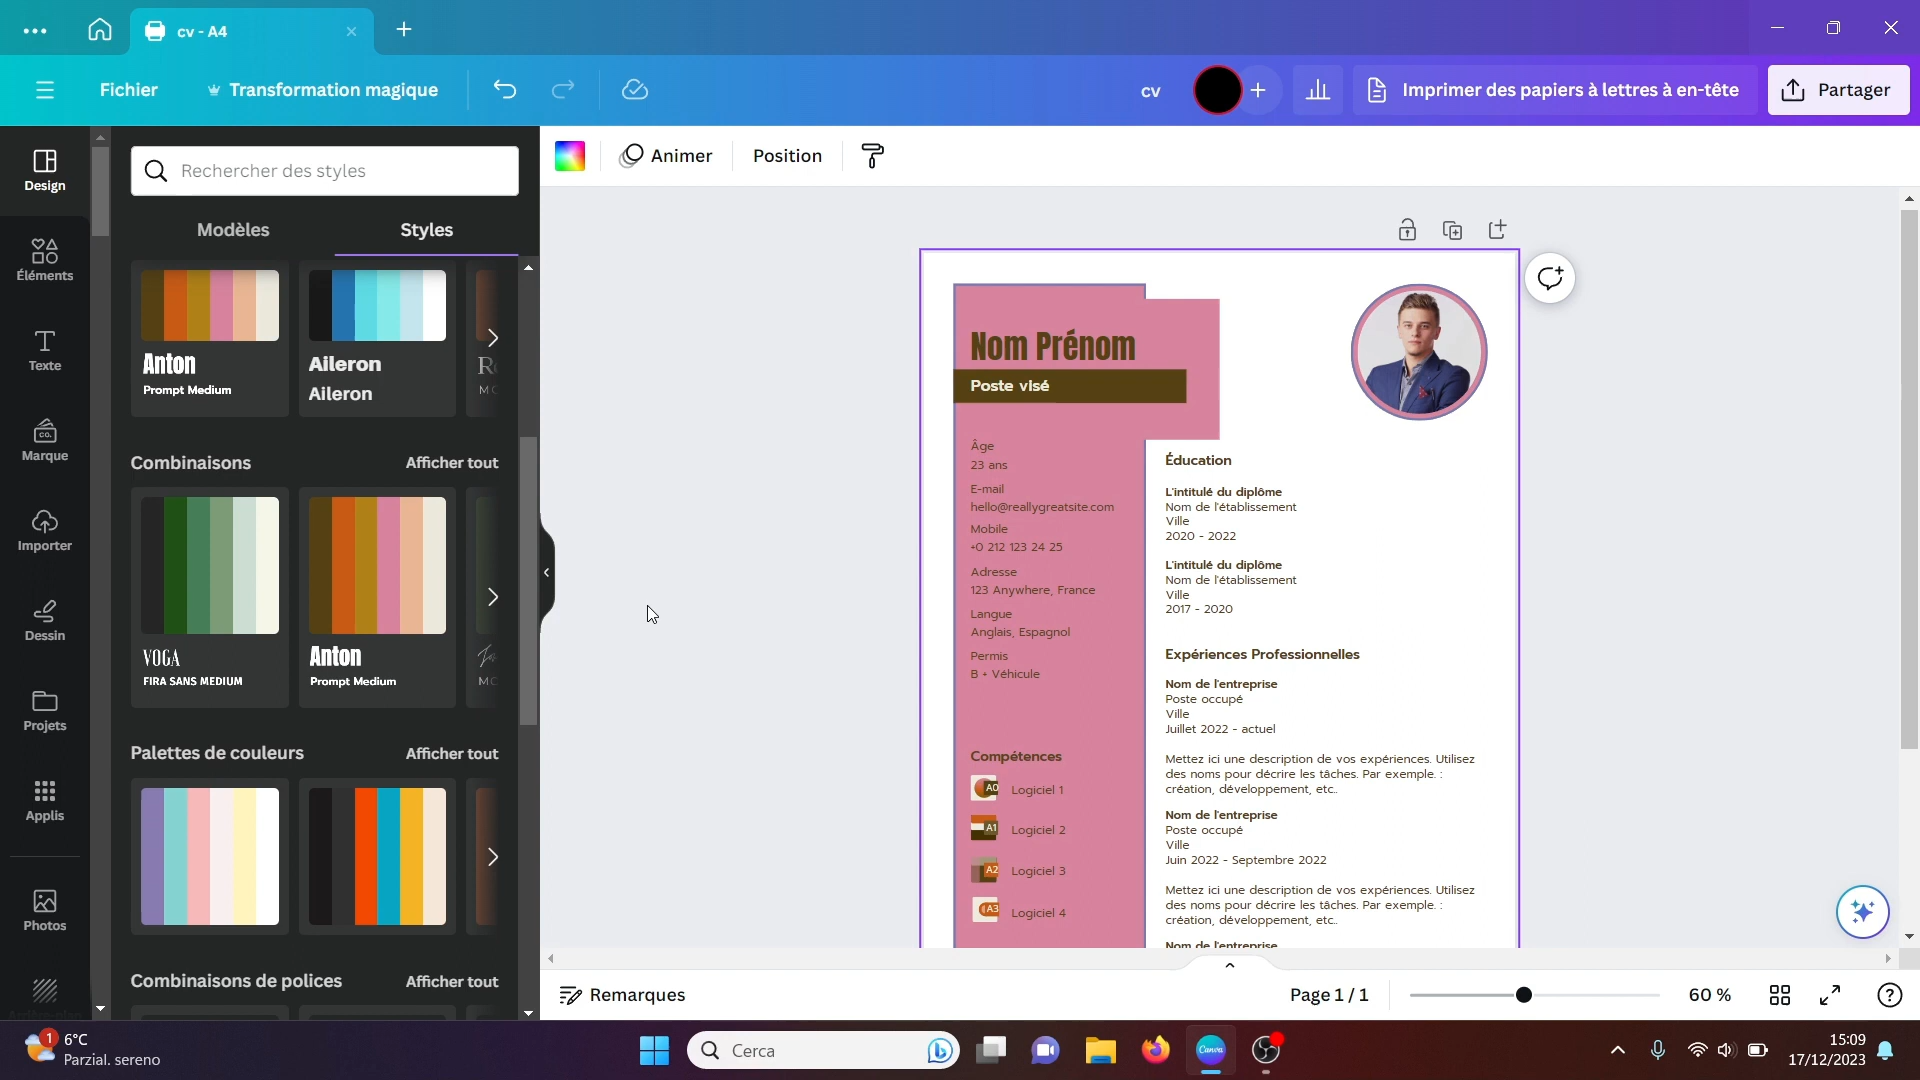 cv - A4
Fichier
Transformation magique
cv
Imprimer des papiers à lettres à en-tête
Partager
Design
Éléments
Texte
CO.
Marque
Importer
Dessin
Projets
Applis
Photos
Rechercher des styles
Modèles
Styles
Anton
Prompt Medium
Aileron
Aileron
Combinaisons
Afficher tout
VOGA
FIRA SANS MEDIUM
Anton
Prompt Medium
Palettes de couleurs
Afficher tout
Combinaisons de polices
Afficher tout
Animer
Position
Nom Prénom
Poste visé
Âge
23 ans
E-mail
hello@reallygreatsite.com
Mobile
+0 212 123 24 25
Adresse
123 Anywhere, France
Langue
Anglais, Espagnol
Permis
B + Véhicule
Compétences
A0
Logiciel 1
A1
Logiciel 2
A2
Logiciel 3
A3
Logiciel 4
Éducation
L'intitulé du diplôme
Nom de l'établissement
Ville
2020 - 2022
L'intitulé du diplôme
Nom de l'établissement
Ville
2017 - 2020
Expériences Professionnelles
Nom de l'entreprise
Poste occupé
Ville
Juillet 2022 - actuel
Mettez ici une description de vos expériences. Utilisez
des noms pour décrire les tâches. Par exemple. :
création, développement, etc..
Nom de l'entreprise
Poste occupé
Ville
Juin 2022 - Septembre 2022
Mettez ici une description de vos expériences. Utilisez
des noms pour décrire les tâches. Par exemple. :
création, développement, etc..
Nom de l'entreprise
Remarques
Page 1 / 1
60 %
1
6°C
Parzial. sereno
Cerca
Canva
15:09
17/12/2023